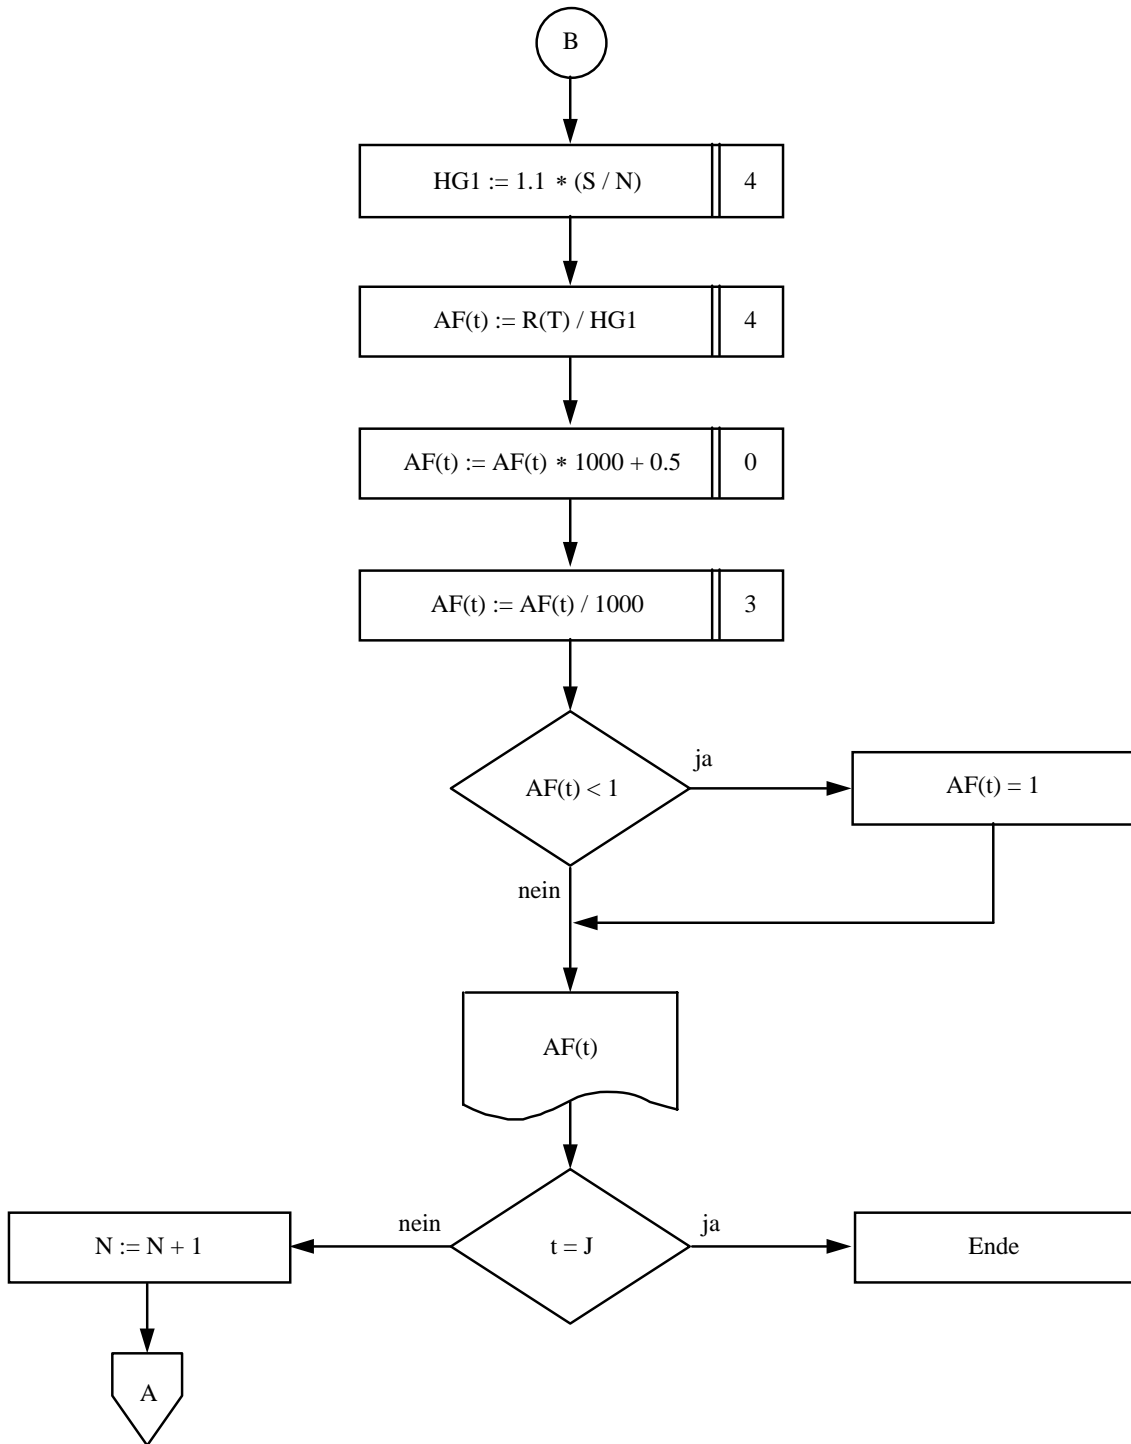 B
HG1 := 1.1 * (S / N)
4
AF(t) := R(T) / HG1
4
AF(t) := AF(t) * 1000 + 0.5
0
AF(t) := AF(t) / 1000
3
AF(t) < 1
ja
AF(t) = 1
nein
AF(t)
N := N + 1
nein
t = J
ja
Ende
A